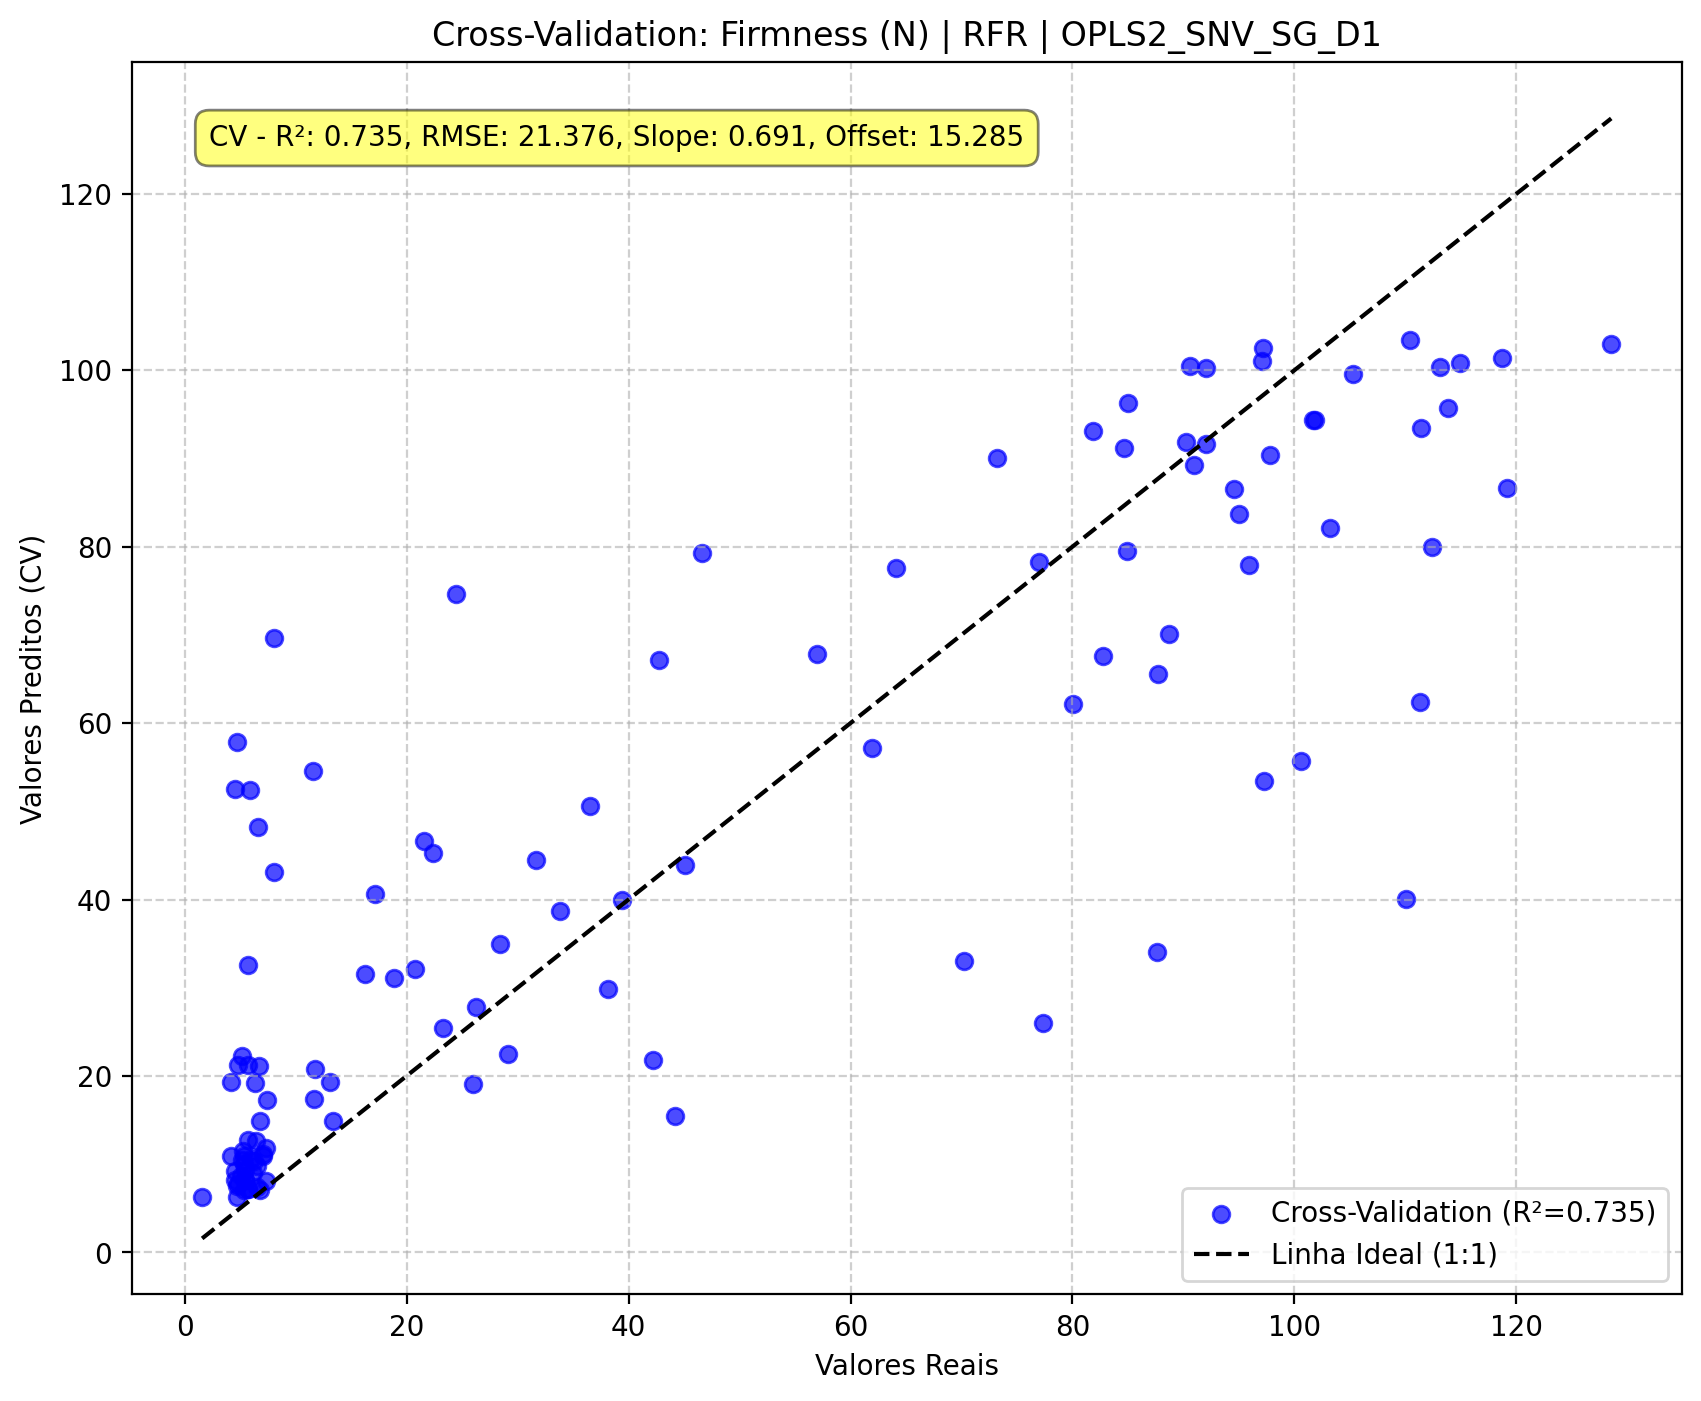 Cross-Validation: Firmness (N) | RFR | OPLS2_SNV_SG_D1
CV - R²: 0.735, RMSE: 21.376, Slope: 0.691, Offset: 15.285
Valores Preditos (CV)
120
100
80
60
40
20
0
Cross-Validation (R²=0.735)
Linha Ideal (1:1)
0 20 40 60 80 100 120
Valores Reais